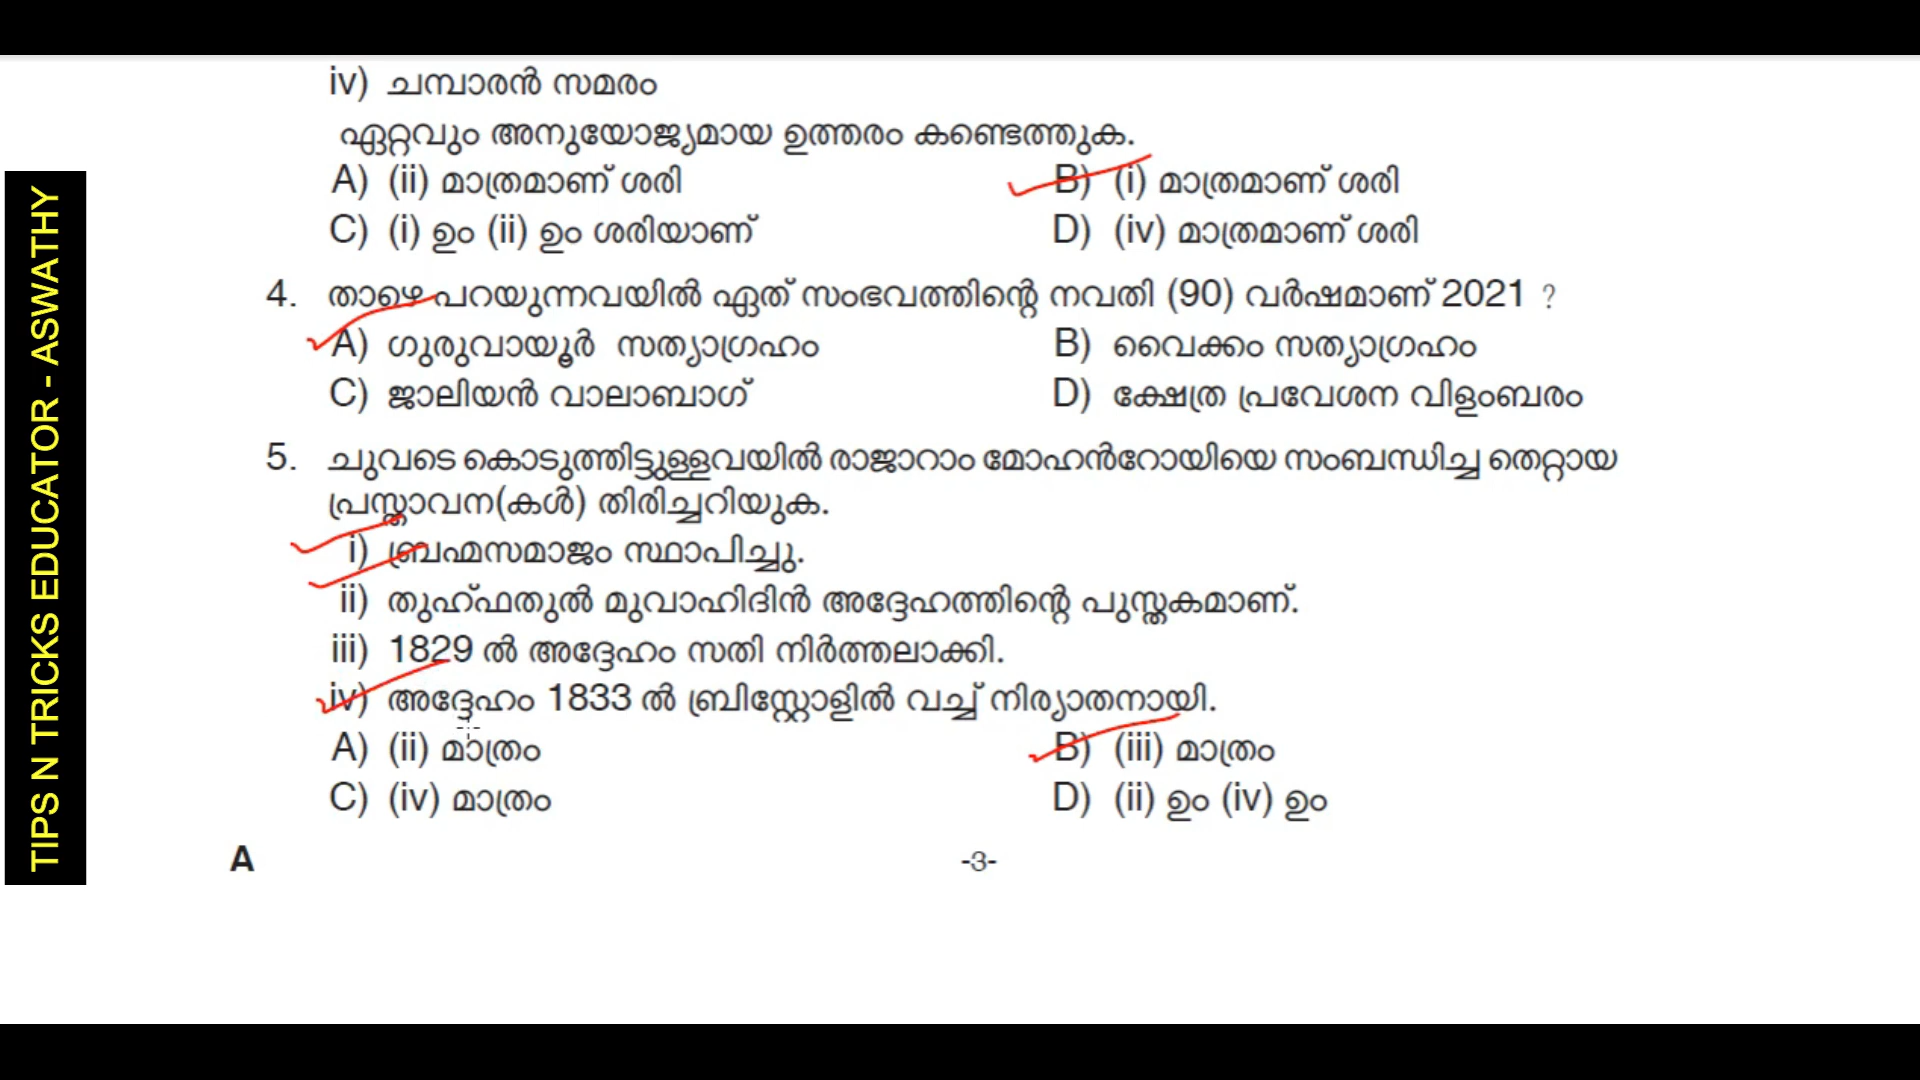 TIPS N TRICKS EDUCATOR - ASWATHY
iv) ചമ്പാരൻ സമരം
ഏറ്റവും അനുയോജ്യമായ ഉത്തരം കണ്ടെത്തുക.
A) (ii) മാത്രമാണ് ശരി B) (i) മാത്രമാണ് ശരി
C) (i) ഉം (ii) ഉം ശരിയാണ് D) (iv) മാത്രമാണ് ശരി
4. താഴെ പറയുന്നവയിൽ ഏത് സംഭവത്തിന്റെ നവതി (90) വർഷമാണ് 2021 ?
A) ഗുരുവായൂർ സത്യാഗ്രഹം B) വൈക്കം സത്യാഗ്രഹം
C) ജാലിയൻ വാലാബാഗ് D) ക്ഷേത്ര പ്രവേശന വിളംബരം
5. ചുവടെ കൊടുത്തിട്ടുള്ളവയിൽ രാജാറാം മോഹൻറോയിയെ സംബന്ധിച്ച തെറ്റായ
പ്രസ്താവന(കൾ) തിരിച്ചറിയുക.
i) ബ്രഹ്മസമാജം സ്ഥാപിച്ചു.
ii) തുഹ്ഫതുൽ മുവാഹിദിൻ അദ്ദേഹത്തിന്റെ പുസ്തകമാണ്.
iii) 1829 ൽ അദ്ദേഹം സതി നിർത്തലാക്കി.
iv) അദ്ദേഹം 1833 ൽ ബ്രിസ്റ്റോളിൽ വച്ച് നിര്യാതനായി.
A) (ii) മാത്രം B) (iii) മാത്രം
C) (iv) മാത്രം D) (ii) ഉം (iv) ഉം
A -3-